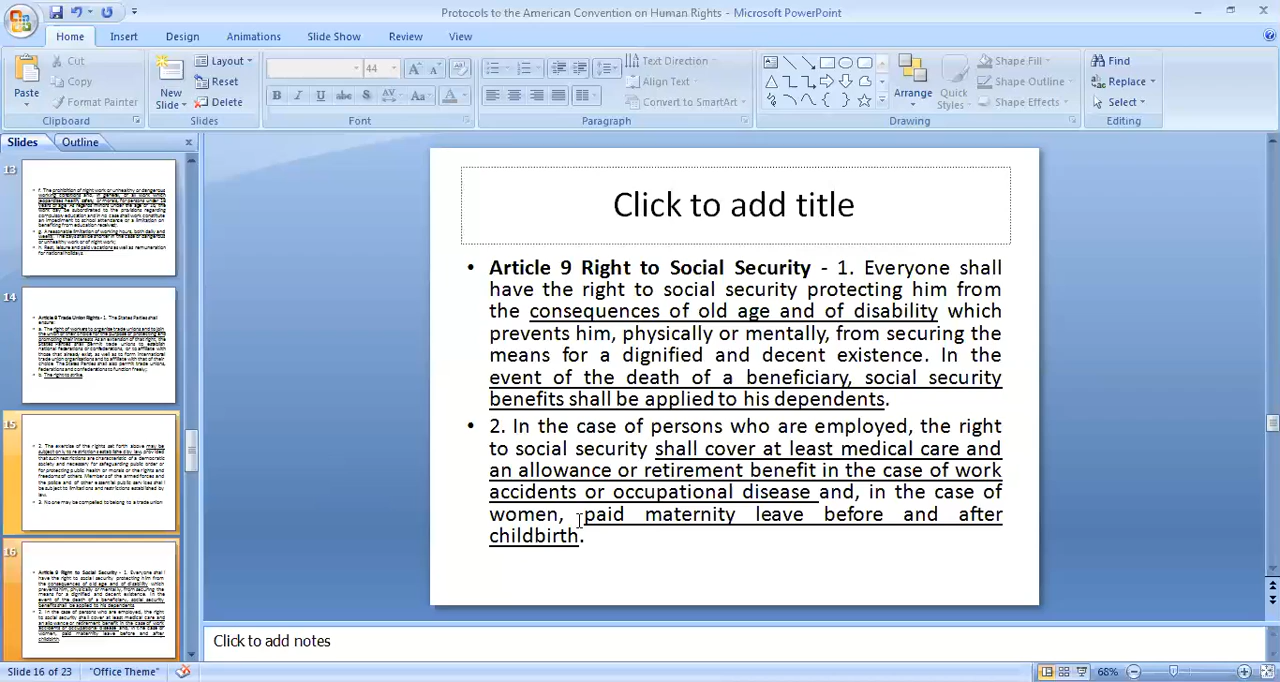 Protocols to the American Convention on Human Rights - Microsoft PowerPoint
Home Insert Design Animations Slide Show Review View
Paste
Cut
Copy
Format Painter
Clipboard
New Slide
Layout
Reset
Delete
Slides
44
Font
Text Direction
Align Text
Convert to SmartArt
Paragraph
Arrange
Quick Styles
Shape Fill
Shape Outline
Shape Effects
Drawing
Find
Replace
Select
Editing
Slides Outline
13
14
15
16
Click to add title
• Article 9 Right to Social Security - 1. Everyone shall
have the right to social security protecting him from
the consequences of old age and of disability which
prevents him, physically or mentally, from securing the
means for a dignified and decent existence. In the
event of the death of a beneficiary, social security
benefits shall be applied to his dependents.
• 2. In the case of persons who are employed, the right
to social security shall cover at least medical care and
an allowance or retirement benefit in the case of work
accidents or occupational disease and, in the case of
women, paid maternity leave before and after
childbirth.
Click to add notes
Slide 16 of 23 "Office Theme" 68%